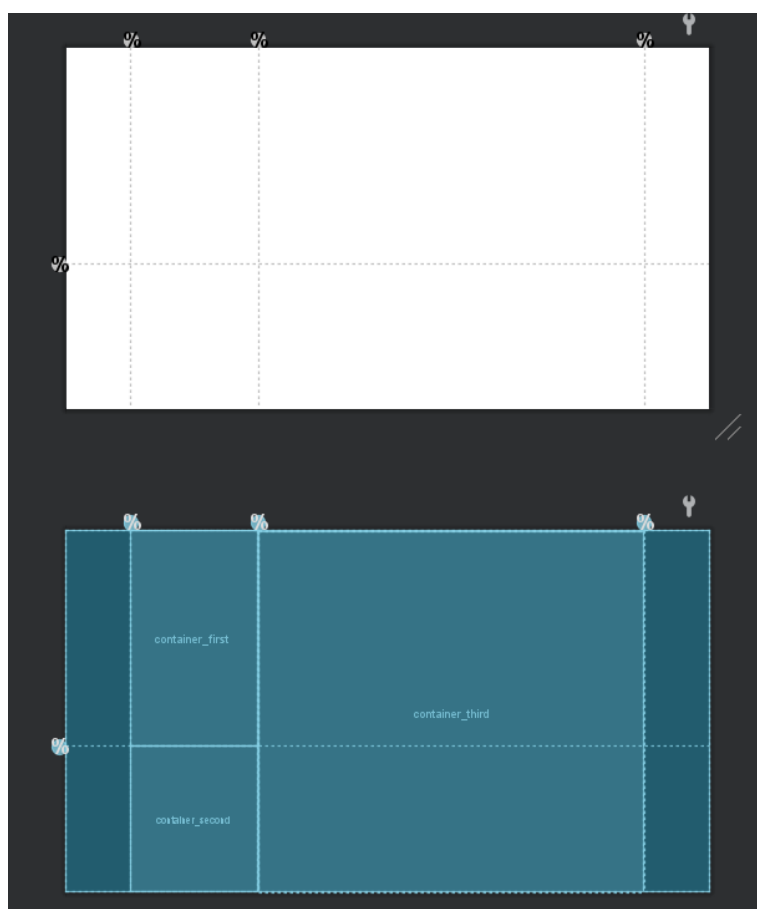 % % %
%
% % %
container_first
container_third
%
container_second